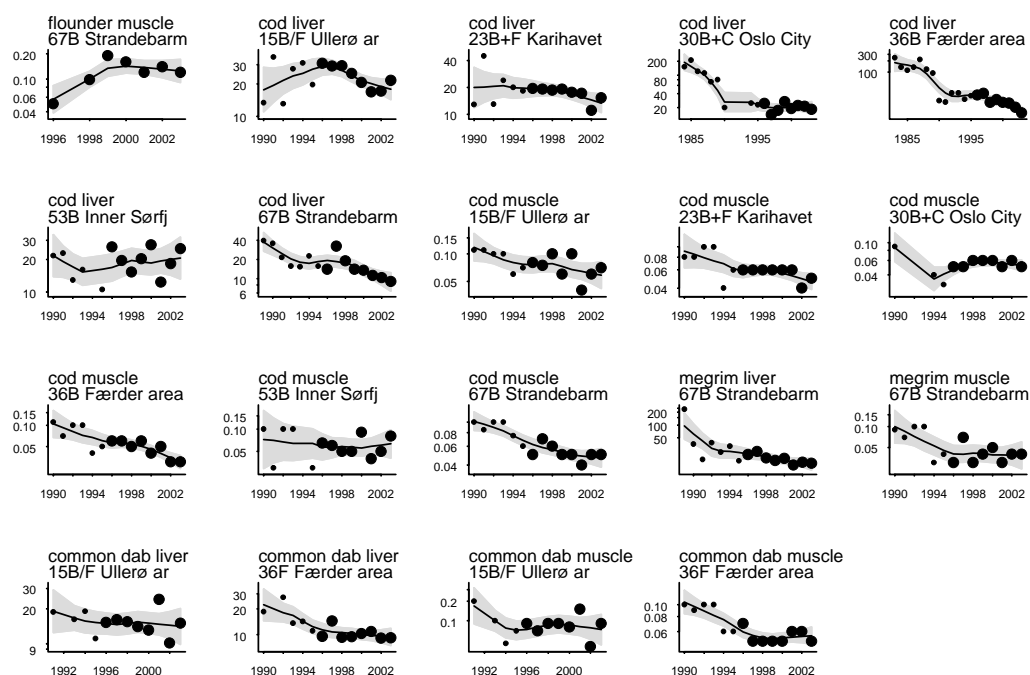 flounder muscle
67B Strandebarm
0.20
0.10
0.06
0.04
1996 2000 2002
cod liver
15B/F Ullerø ar
30
20
10
1990 1994 1998 2002
cod liver
23B+F Karihavet
40
20
10
1990 1994 1998 2002
cod liver
30B+C Oslo City
200
80
40
20
1985 1995
cod liver
36B Færder area
300
100
1985 1995
cod liver
53B Inner Sørfj
30
20
10
1990 1994 1998 2002
cod liver
67B Strandebarm
40
20
10
6
1990 1994 1998 2002
cod muscle
15B/F Ullerø ar
0.15
0.10
0.05
1990 1994 1998 2002
cod muscle
23B+F Karihavet
0.08
0.06
0.04
1990 1994 1998 2002
cod muscle
30B+C Oslo City
0.10
0.06
0.04
1990 1994 1998 2002
cod muscle
36B Færder area
0.15
0.10
0.05
1990 1994 1998 2002
cod muscle
53B Inner Sørfj
0.15
0.10
0.05
1990 1994 1998 2002
cod muscle
67B Strandebarm
0.08
0.06
0.04
1990 1994 1998 2002
megrim liver
67B Strandebarm
200
100
50
1990 1994 1998 2002
megrim muscle
67B Strandebarm
0.15
0.10
0.05
1990 1994 1998 2002
common dab liver
15B/F Ullerø ar
30
20
9
1992 1996 2000
common dab liver
36F Færder area
30
20
10
1990 1994 1998 2002
common dab muscle
15B/F Ullerø ar
0.2
0.1
1992 1996 2000
common dab muscle
36F Færder area
0.10
0.08
0.06
1990 1994 1998 2002